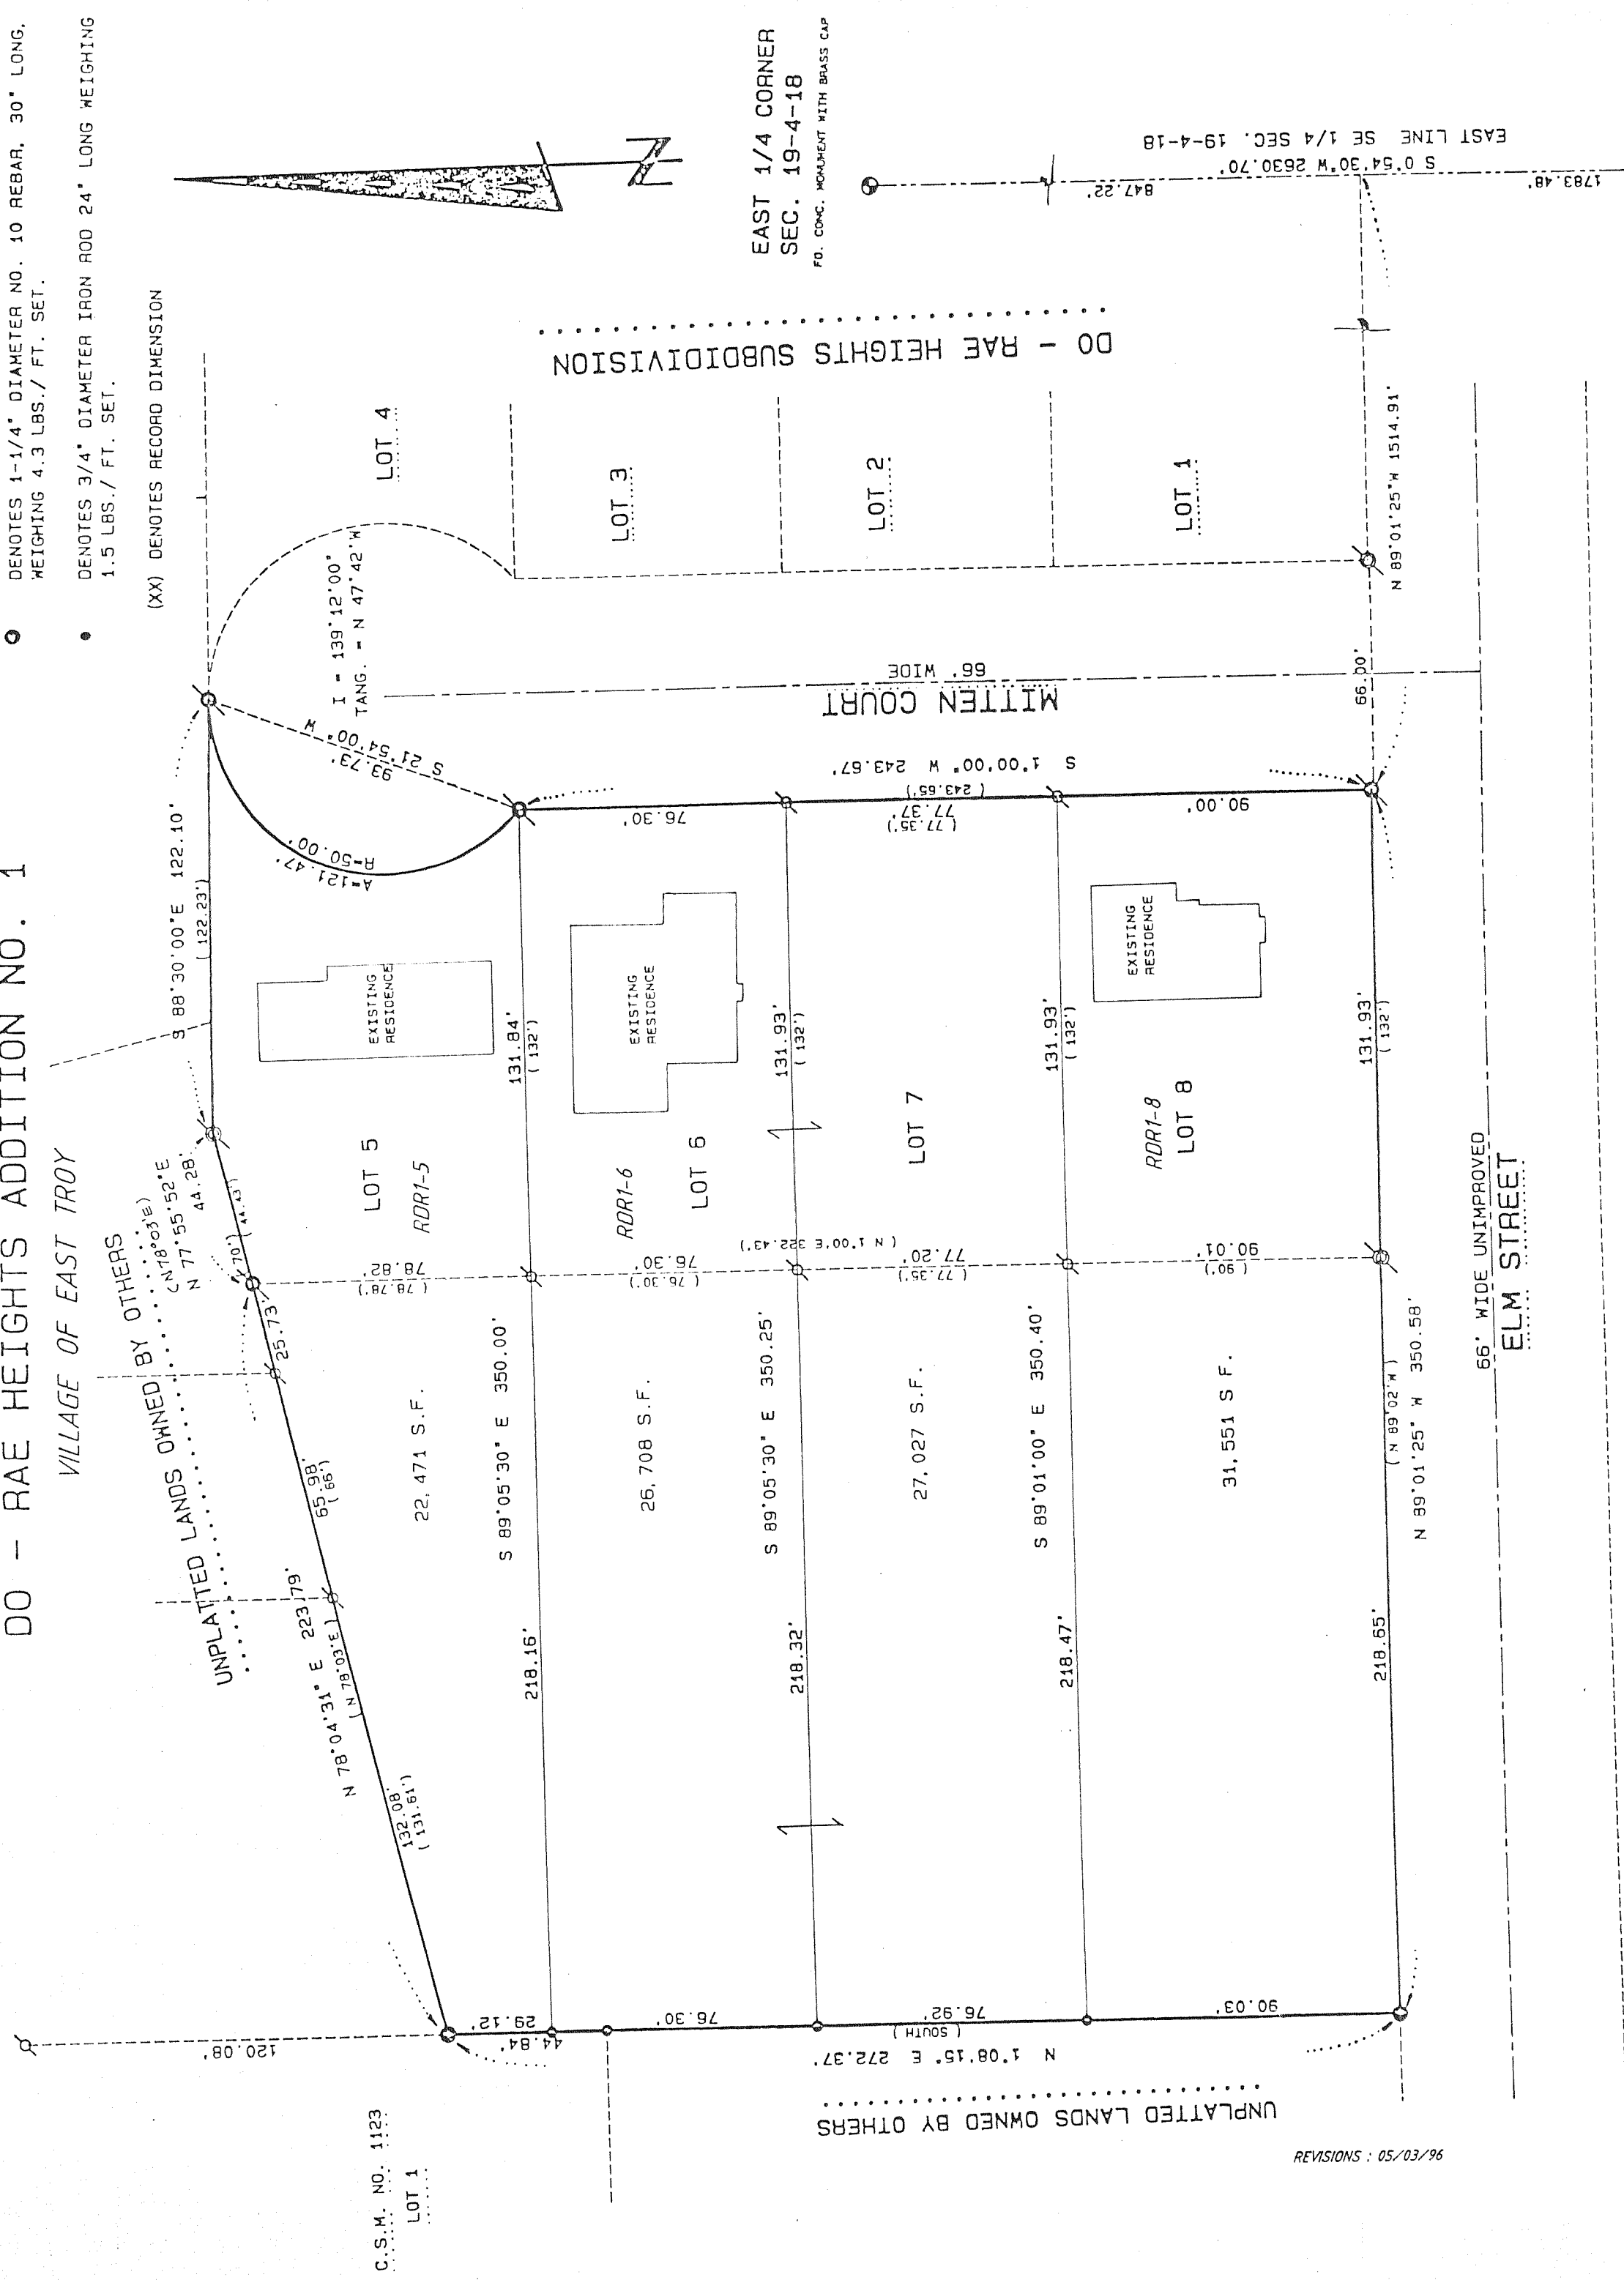 DENOTES 1-1/4" DIAMETER NO. 10 REBAR, 30" LONG,
WEIGHING 4.3 LBS./ FT. SET.
DENOTES 3/4" DIAMETER IRON ROD 24" LONG WEIGHING
1.5 LBS./ FT. SET.
(XX) DENOTES RECORD DIMENSION
DO - RAE HEIGHTS ADDITION NO. 1
VILLAGE OF EAST TROY
UNPLATTED LANDS OWNED BY OTHERS
(N78°03'E)
N 77°55'52"E
44.28'
(44.43')
S 88°30'00"E 122.10'
(122.23')
25.73'
65.98'
(66')
N 78°04'31" E 223.79'
(N 78°03'E)
132.08'
(131.61')
120.08'
C.S.M. NO. 1123
LOT 1
29.12'
44.84'
76.30'
76.92'
(SOUTH)
90.03'
N 1°08'15" E 272.37'
UNPLATTED LANDS OWNED BY OTHERS
LOT 5
RDR1-5
EXISTING
RESIDENCE
22,471 S.F.
78.82'
(78.78')
A=121.47'
R=50.00'
S 21°54'00" W
93.73'
I = 139°12'00"
TANG. = N 47°42'W
131.84'
(132')
S 89°05'30" E 350.00'
218.16'
RDR1-6
LOT 6
EXISTING
RESIDENCE
26,708 S.F.
76.30'
(76.30')
76.30'
(N 1°00'E 322.43')
131.93'
(132')
S 89°05'30" E 350.25'
218.32'
LOT 7
27,027 S.F.
77.20'
(77.35')
(243.65')
77.37'
(77.35')
S 1°00'00" W 243.67'
131.93'
(132')
S 89°01'00" E 350.40'
218.47'
RDR1-8
LOT 8
EXISTING
RESIDENCE
31,551 S F.
90.01'
(90')
90.00'
131.93'
(132')
218.65'
(N 89°02'W)
N 89°01'25" W 350.58'
MITTEN COURT
66' WIDE
66.00'
LOT 4
LOT 3
LOT 2
LOT 1
DO - RAE HEIGHTS SUBDIVISION
N 89°01'25"W 1514.91'
EAST 1/4 CORNER
SEC. 19-4-18
FD. CONC. MONUMENT WITH BRASS CAP
847.22'
S 0°54'30"W 2630.70'
EAST LINE SE 1/4 SEC. 19-4-18
1783.48'
66' WIDE UNIMPROVED
ELM STREET
REVISIONS : 05/03/96